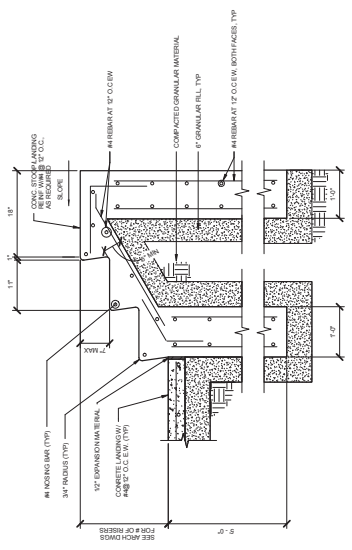 CONC. STOOP LANDING
REINF W/#4 @ 12" O.C.,
AS REQUIRED
SLOPE
18"
1"
11"
#4 REBAR AT 12" O.C EW
COMPACTED GRANULAR MATERIAL
6" GRANULAR FILL, TYP
#4 REBAR AT 12" O.C E.W., BOTH FACES, TYP
MIN
7" MAX
#4 NOSING BAR (TYP)
3/4" RADIUS (TYP)
1/2" EXPANSION MATERIAL
CONRETE LANDING W/
#4@ 12" O.C. E.W. (TYP)
SEE ARCH DWGS
FOR # OF RISERS
5' - 0"
1'-0"
1'-0"